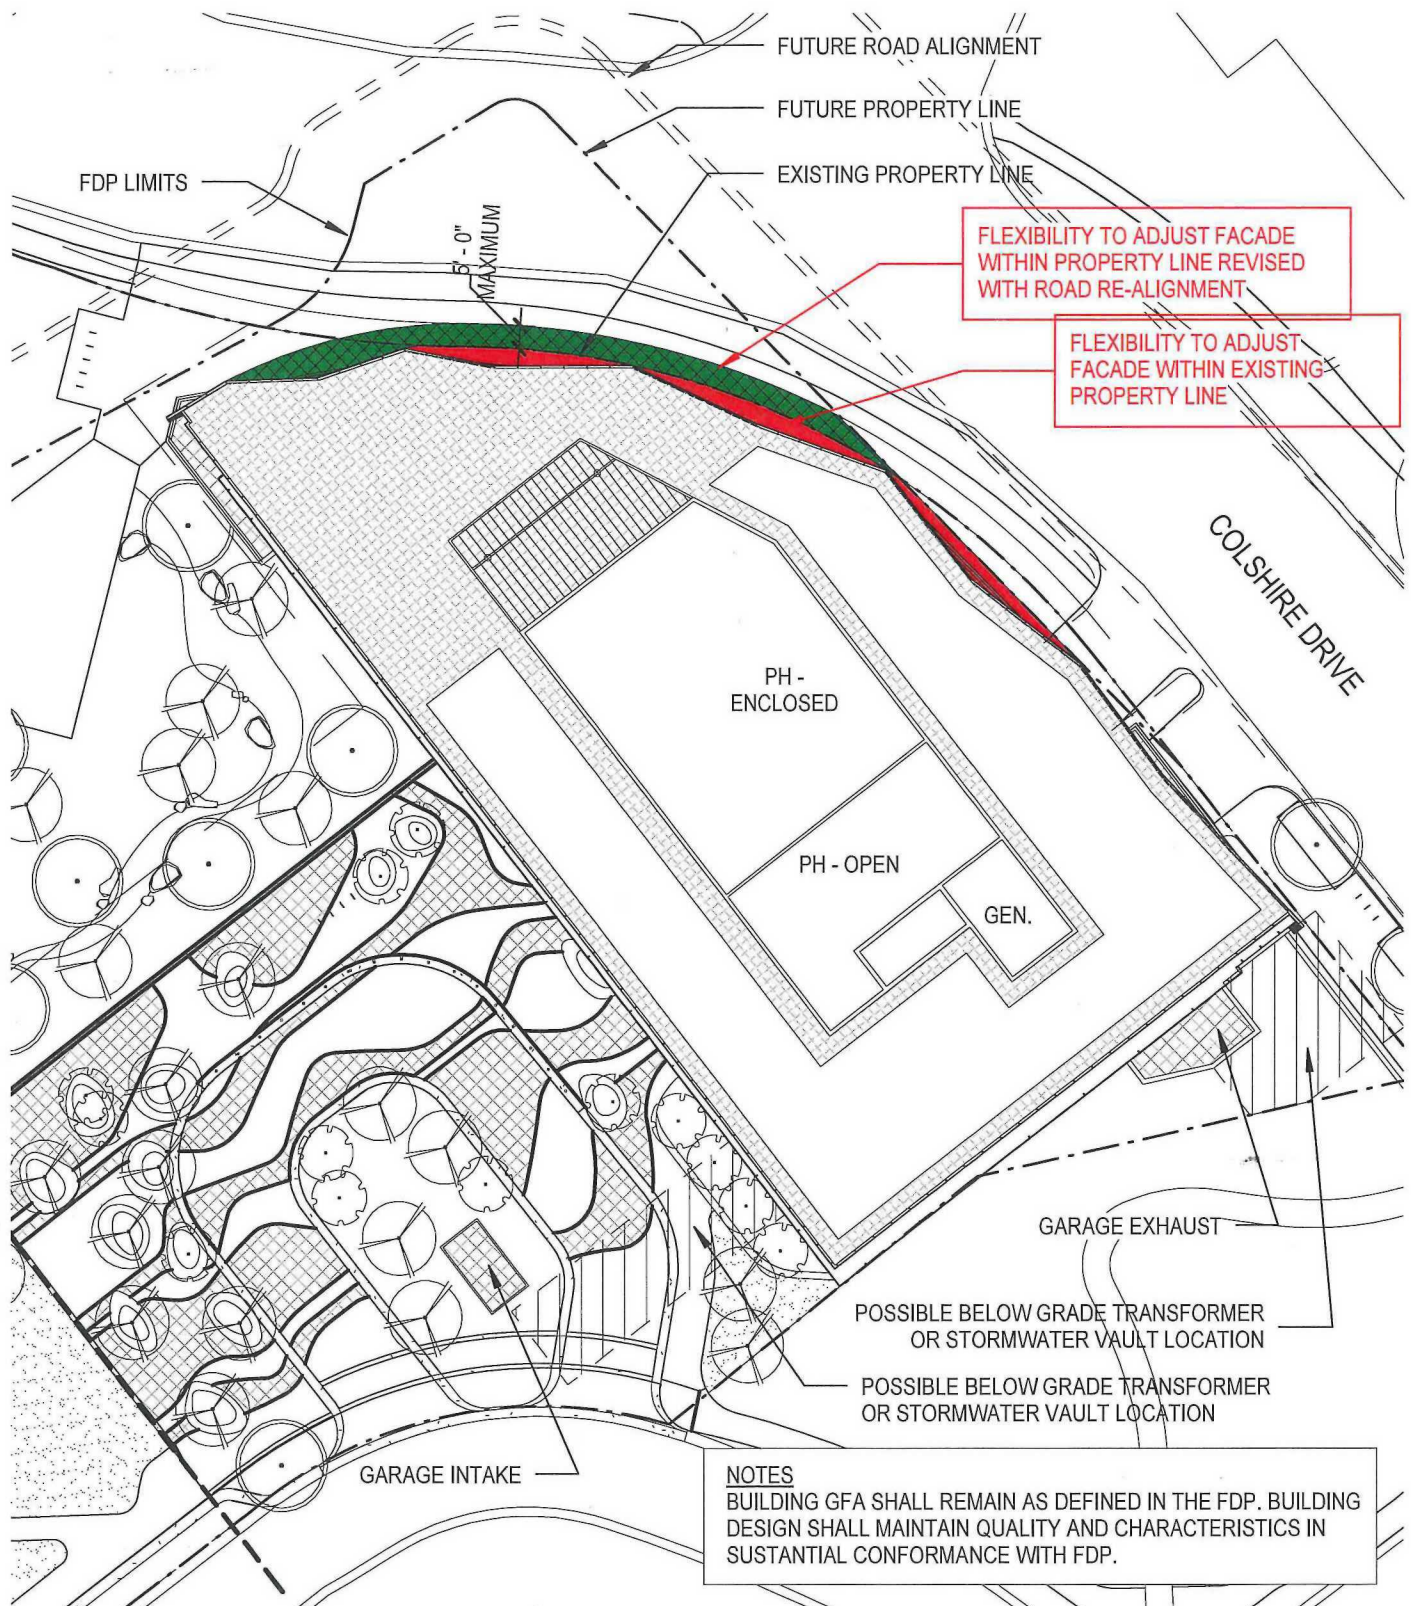 FUTURE ROAD ALIGNMENT
FUTURE PROPERTY LINE
EXISTING PROPERTY LINE
FDP LIMITS
5' - 0"
MAXIMUM
FLEXIBILITY TO ADJUST FACADE
WITHIN PROPERTY LINE REVISED
WITH ROAD RE-ALIGNMENT
FLEXIBILITY TO ADJUST
FACADE WITHIN EXISTING
PROPERTY LINE
COLSHIRE DRIVE
PH -
ENCLOSED
PH - OPEN
GEN.
GARAGE EXHAUST
POSSIBLE BELOW GRADE TRANSFORMER
OR STORMWATER VAULT LOCATION
POSSIBLE BELOW GRADE TRANSFORMER
OR STORMWATER VAULT LOCATION
GARAGE INTAKE
NOTES
BUILDING GFA SHALL REMAIN AS DEFINED IN THE FDP. BUILDING
DESIGN SHALL MAINTAIN QUALITY AND CHARACTERISTICS IN
SUSTANTIAL CONFORMANCE WITH FDP.